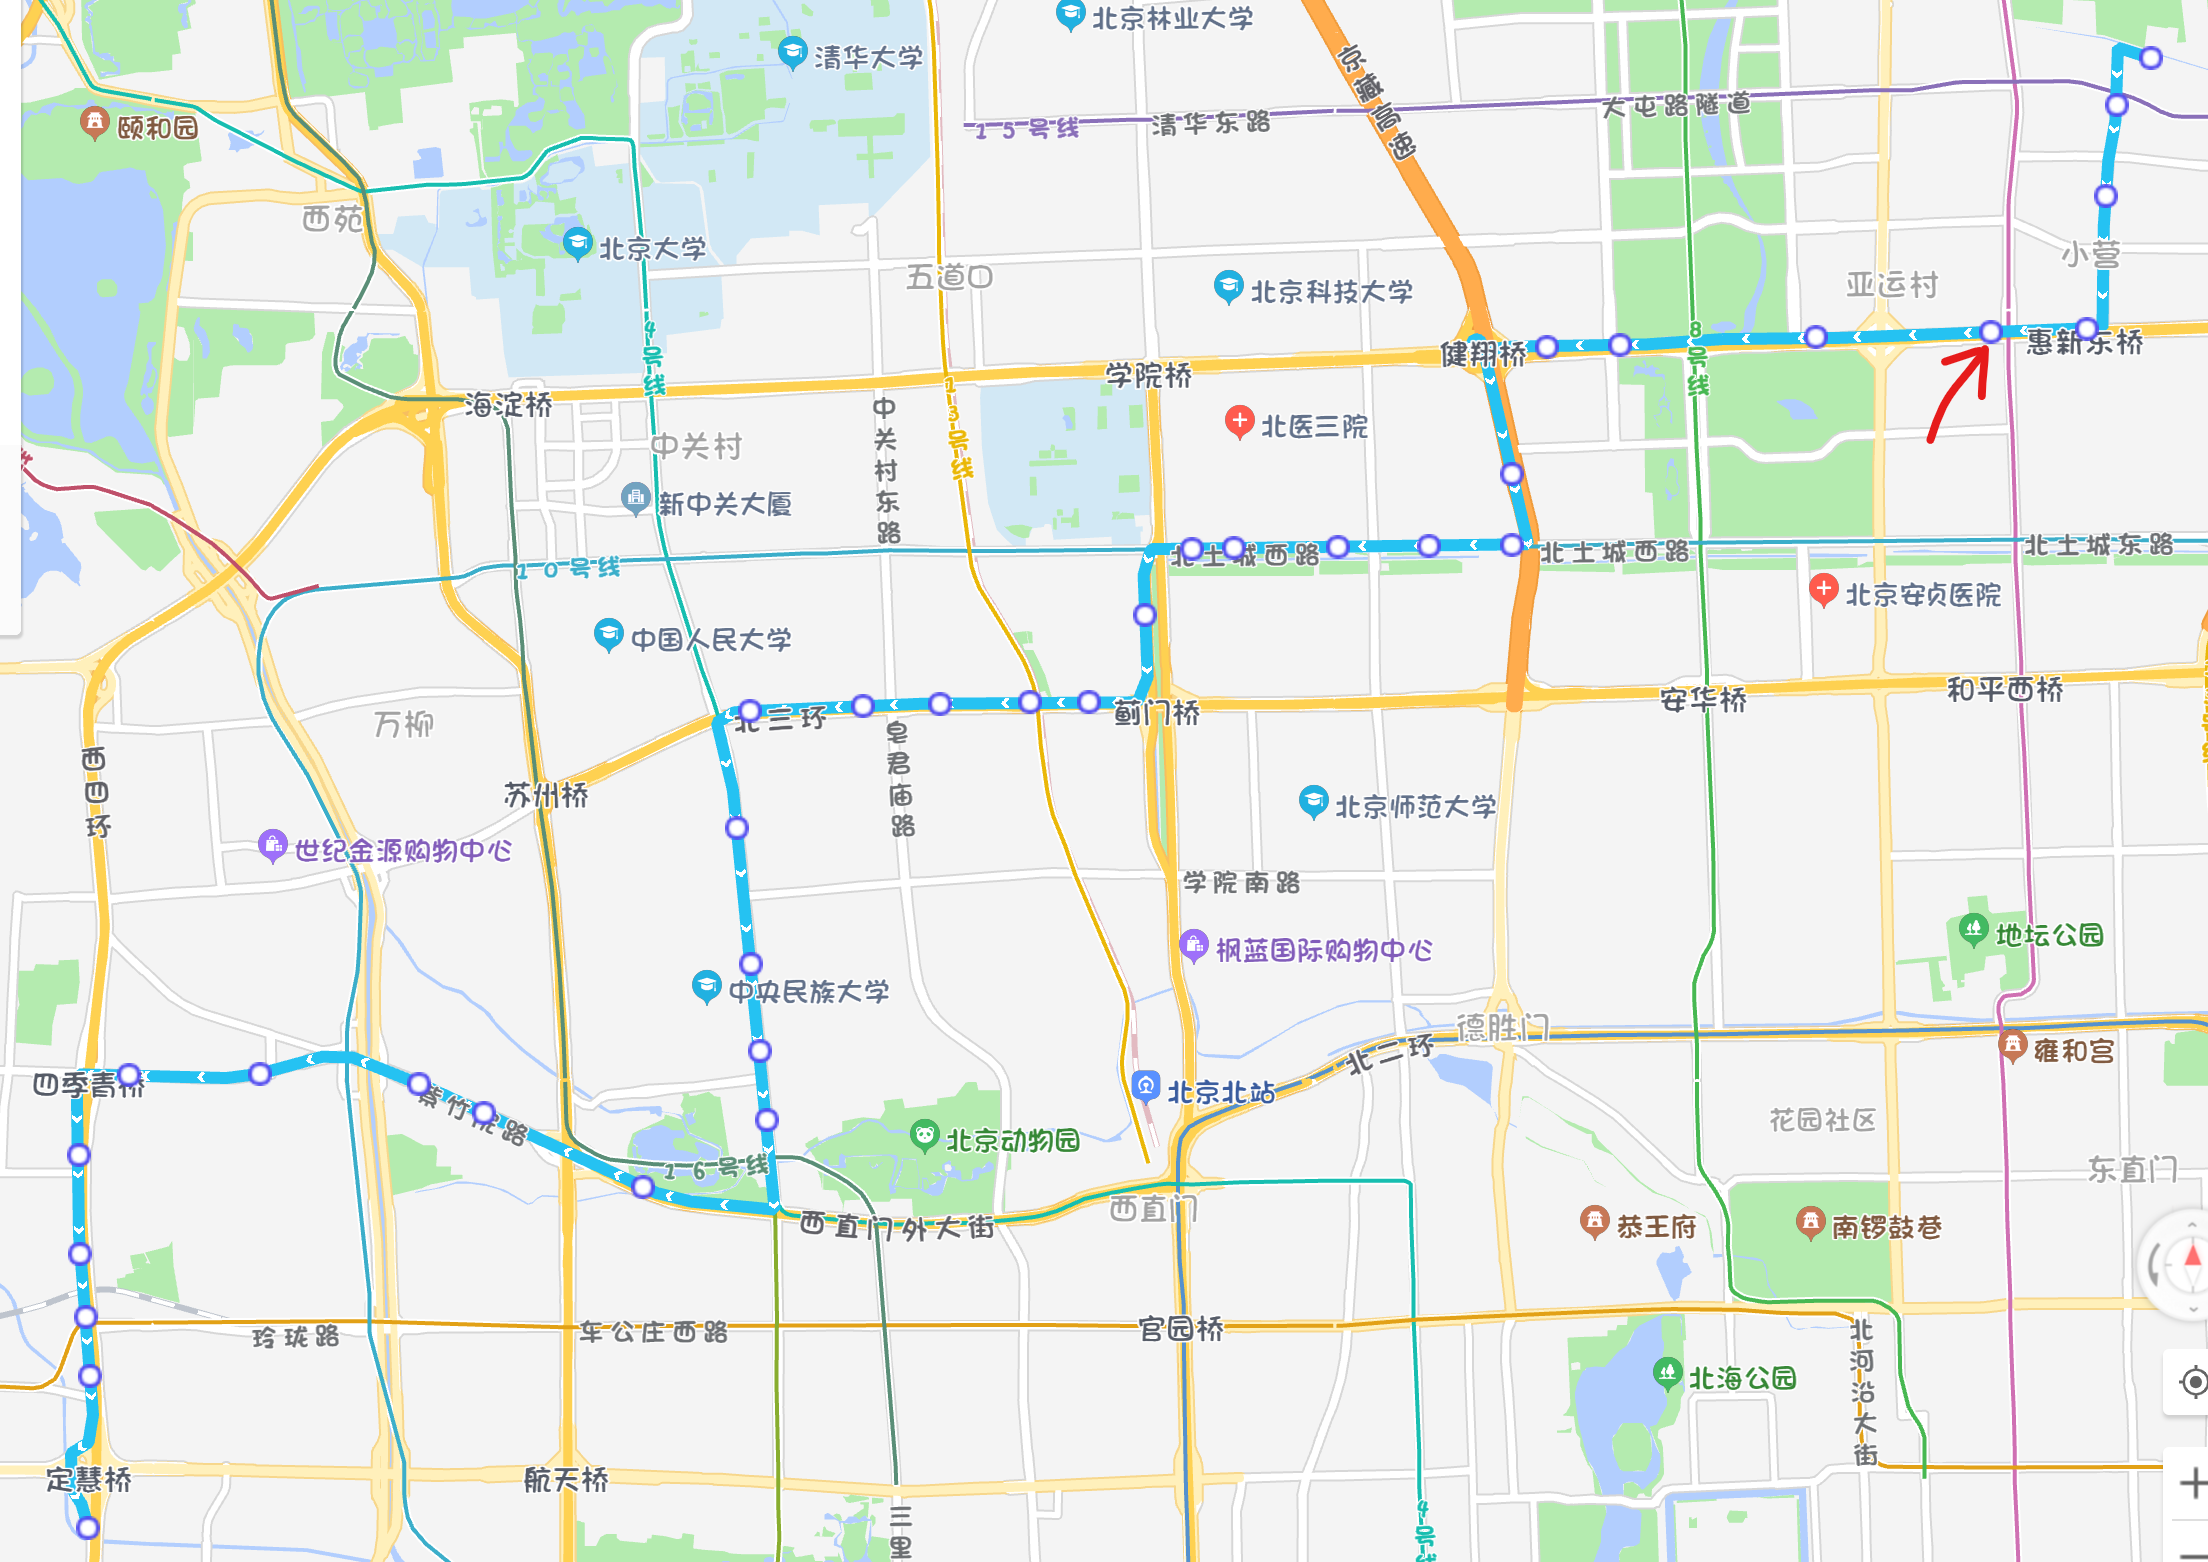 北京林业大学
清华大学
京藏高速
颐和园
15号线
清华东路
大屯路隧道
西苑
北京大学
五道口
北京科技大学
亚运村
小营
4号线
8号线
健翔桥
惠新东桥
学院桥
海淀桥
13号线
中关村东路
中关村
北医三院
新中关大厦
10号线
北土城西路
北土城西路
北土城东路
北京安贞医院
中国人民大学
万柳
北三环
蓟门桥
安华桥
和平西桥
西四环
皂君庙路
苏州桥
北京师范大学
世纪金源购物中心
学院南路
枫蓝国际购物中心
地坛公园
中央民族大学
德胜门
北二环
雍和宫
四季青桥
紫竹院路
北京北站
花园社区
北京动物园
16号线
东直门
西直门
西直门外大街
恭王府
南锣鼓巷
玲珑路
车公庄西路
官园桥
北河沿大街
北海公园
定慧桥
航天桥
三里
4号线